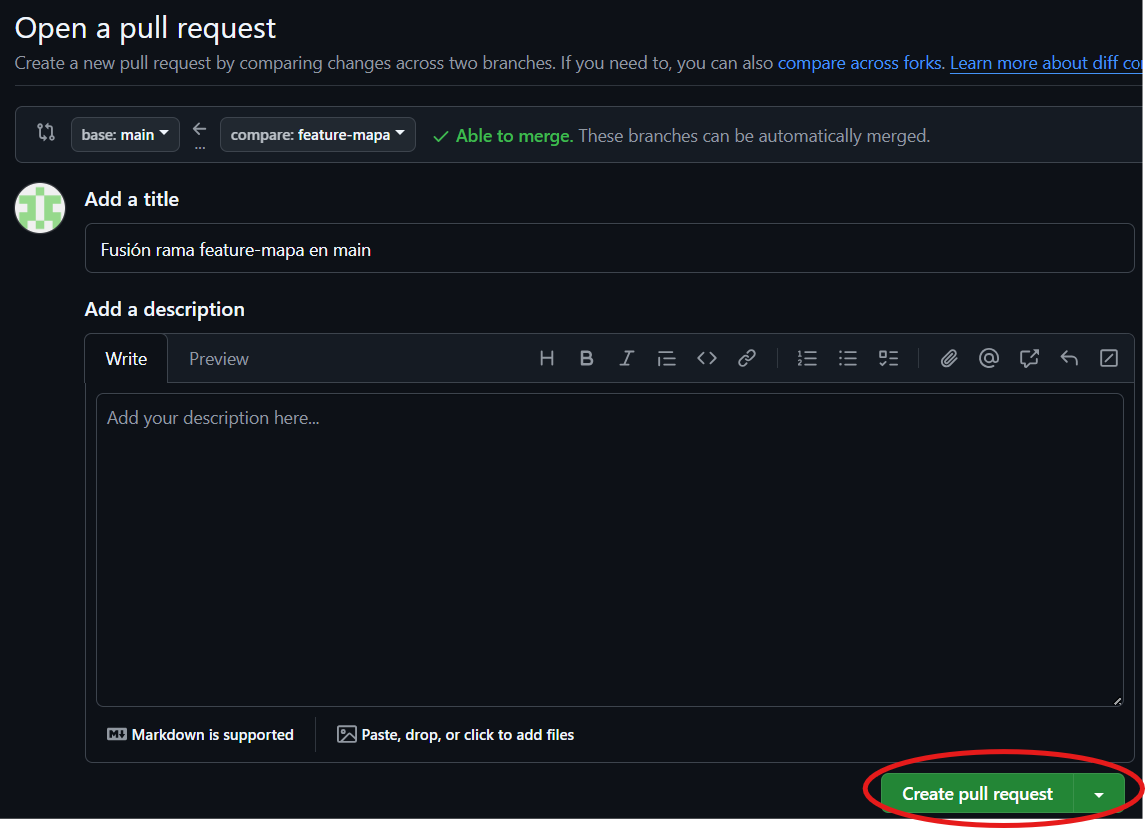 Open a pull request
Create a new pull request by comparing changes across two branches. If you need to, you can also compare across forks. Learn more about diff
base: main
...
compare: feature-mapa
Able to merge. These branches can be automatically merged.
Add a title
Fusión rama feature-mapa en main
Add a description
Write Preview
Add your description here...
Markdown is supported
Paste, drop, or click to add files
Create pull request